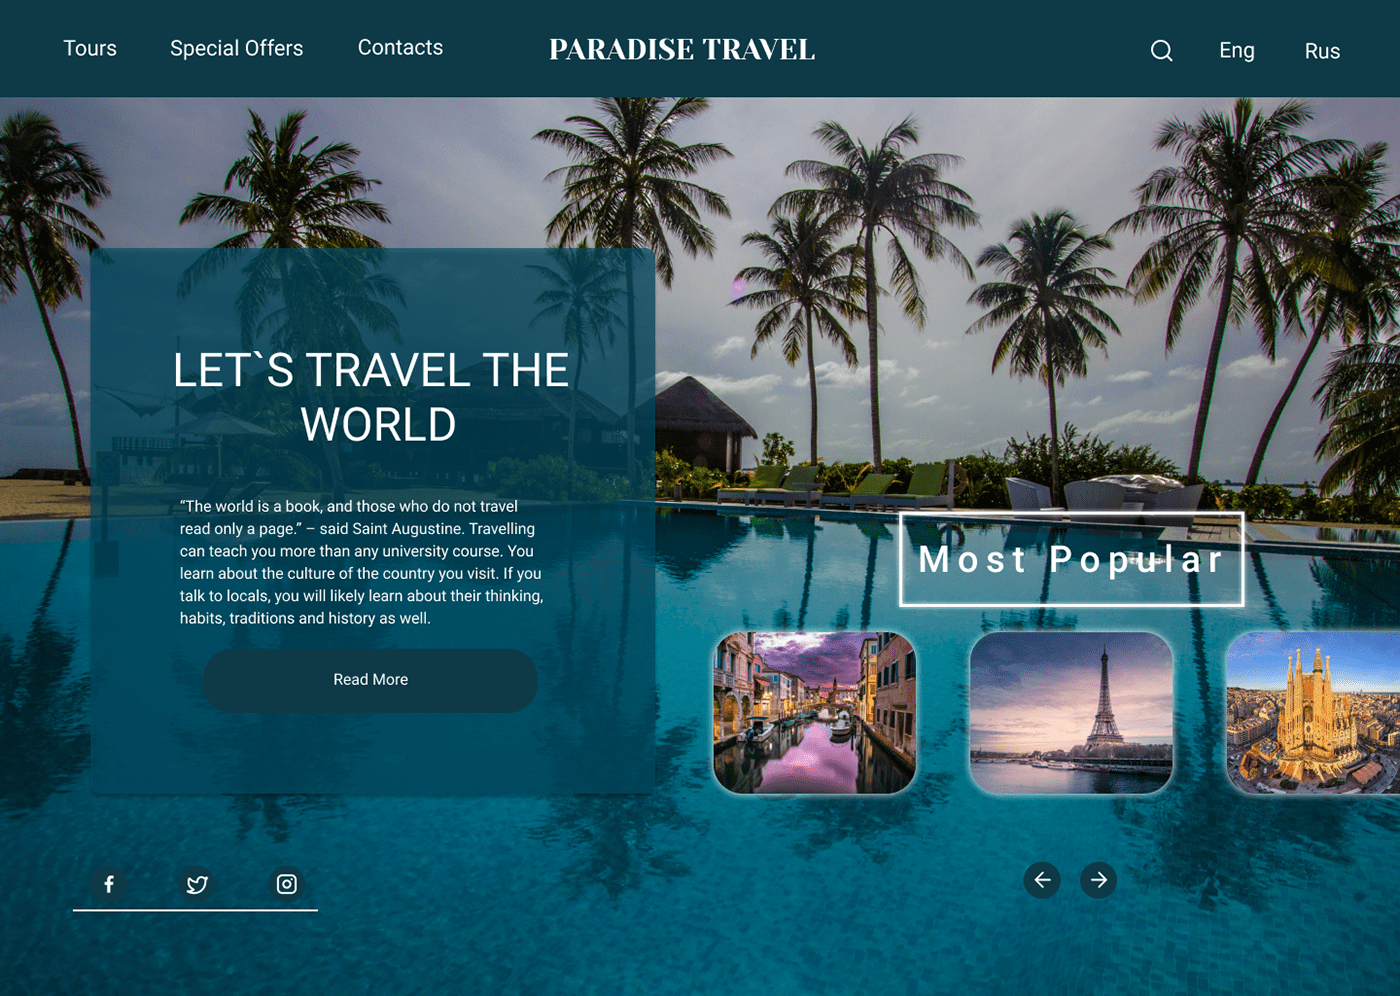 Tours
Special Offers
Contacts
PARADISE TRAVEL
Eng
Rus
LET`S TRAVEL THE
WORLD
“The world is a book, and those who do not travel
read only a page.” – said Saint Augustine. Travelling
can teach you more than any university course. You
learn about the culture of the country you visit. If you
talk to locals, you will likely learn about their thinking,
habits, traditions and history as well.
Read More
Most Popular